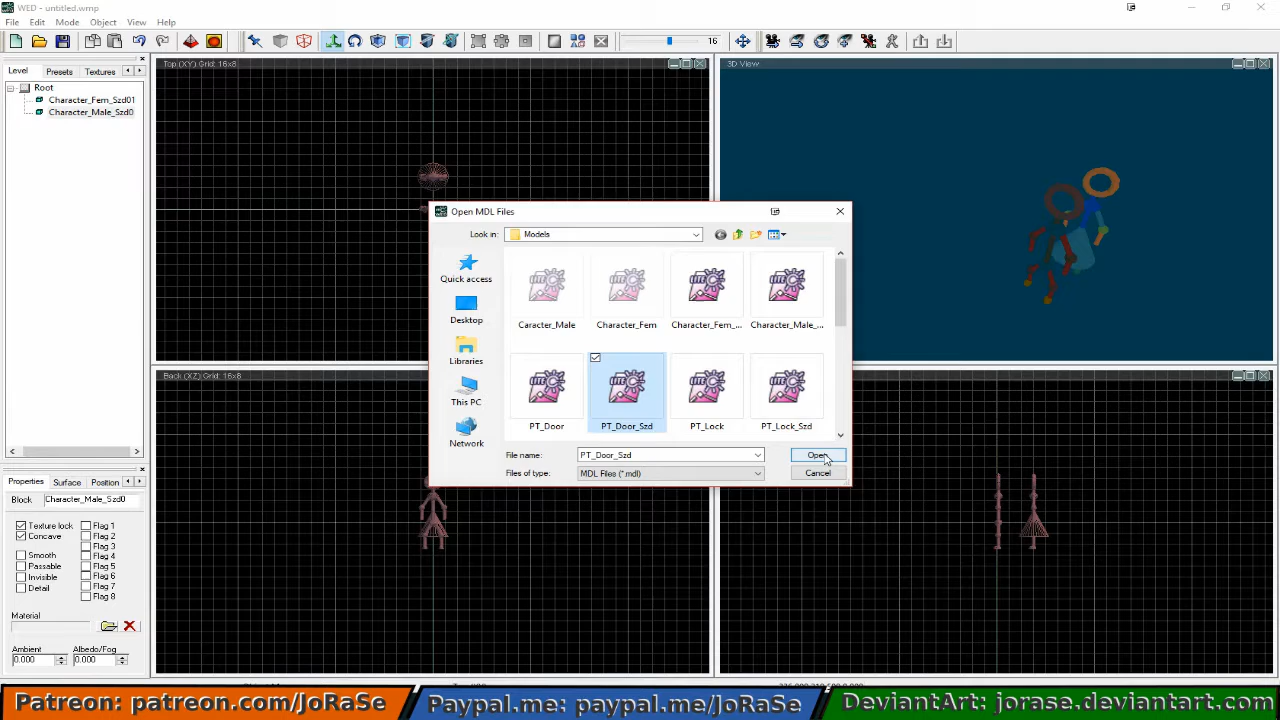 WED - untitled.wmp
File Edit Mode Object View Help
16
Level Presets Textures
Root
Character_Fem_Szd01
Character_Male_Szd0
Top (XY) Grid: 16x8
3D View
Open MDL Files
Look in: Models
Quick access
Desktop
Libraries
This PC
Network
Caracter_Male Character_Fem Character_Fem_... Character_Male_...
PT_Door PT_Door_Szd PT_Lock PT_Lock_Szd
File name: PT_Door_Szd Open
Files of type: MDL Files (*.mdl) Cancel
Back (XZ) Grid: 16x8
Properties Surface Position
Block Character_Male_Szd0
Texture lock Flag 1
Concave Flag 2
Flag 3
Smooth Flag 4
Passable Flag 5
Invisible Flag 6
Detail Flag 7
Flag 8
Material
Ambient Albedo/Fog
0.000 0.000
Patreon: patreon.com/JoRaSe
Paypal.me: paypal.me/JoRaSe
DeviantArt: jorase.deviantart.com